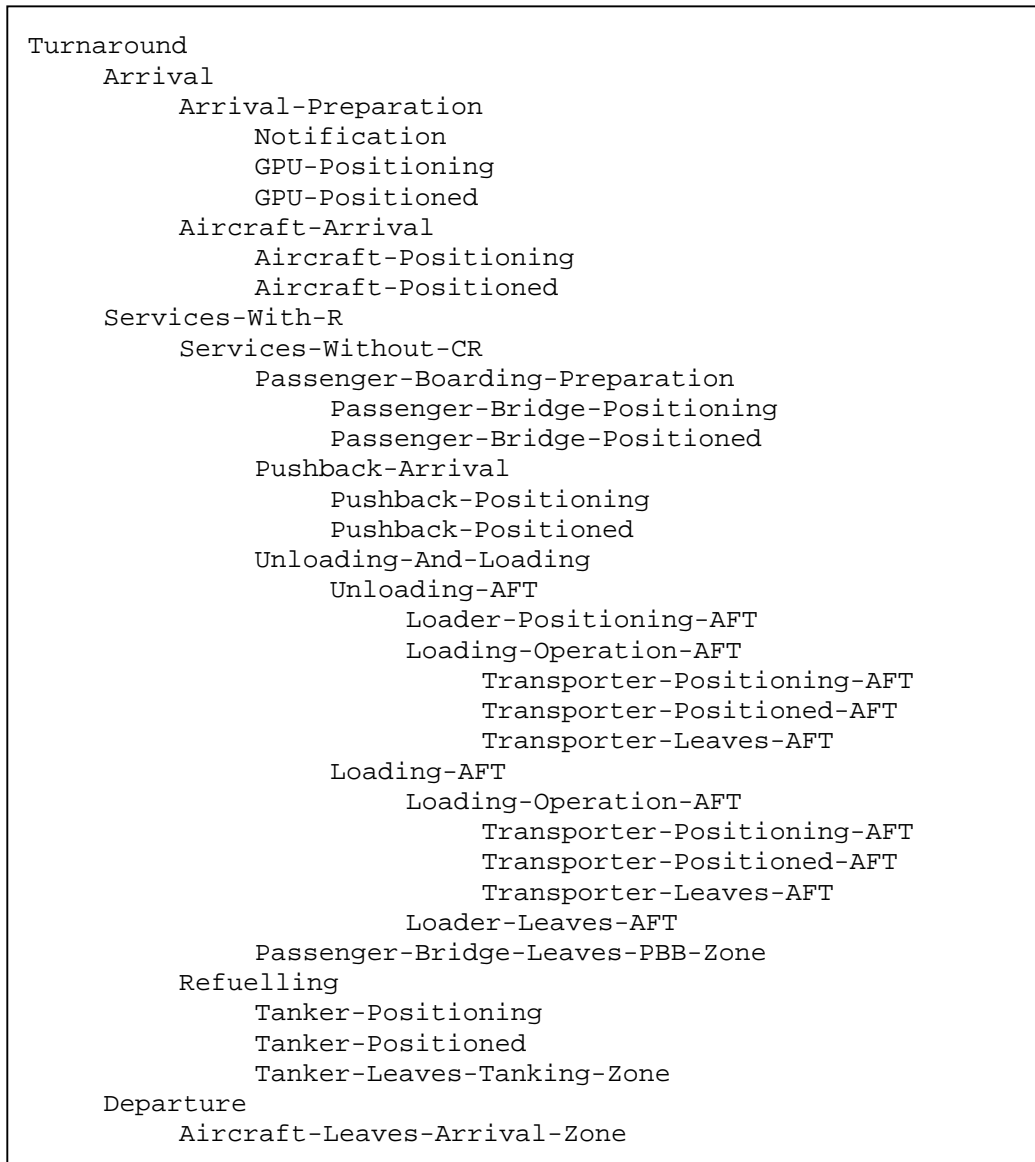 Turnaround
Arrival
Arrival-Preparation
Notification
GPU-Positioning
GPU-Positioned
Aircraft-Arrival
Aircraft-Positioning
Aircraft-Positioned
Services-With-R
Services-Without-CR
Passenger-Boarding-Preparation
Passenger-Bridge-Positioning
Passenger-Bridge-Positioned
Pushback-Arrival
Pushback-Positioning
Pushback-Positioned
Unloading-And-Loading
Unloading-AFT
Loader-Positioning-AFT
Loading-Operation-AFT
Transporter-Positioning-AFT
Transporter-Positioned-AFT
Transporter-Leaves-AFT
Loading-AFT
Loading-Operation-AFT
Transporter-Positioning-AFT
Transporter-Positioned-AFT
Transporter-Leaves-AFT
Loader-Leaves-AFT
Passenger-Bridge-Leaves-PBB-Zone
Refuelling
Tanker-Positioning
Tanker-Positioned
Tanker-Leaves-Tanking-Zone
Departure
Aircraft-Leaves-Arrival-Zone